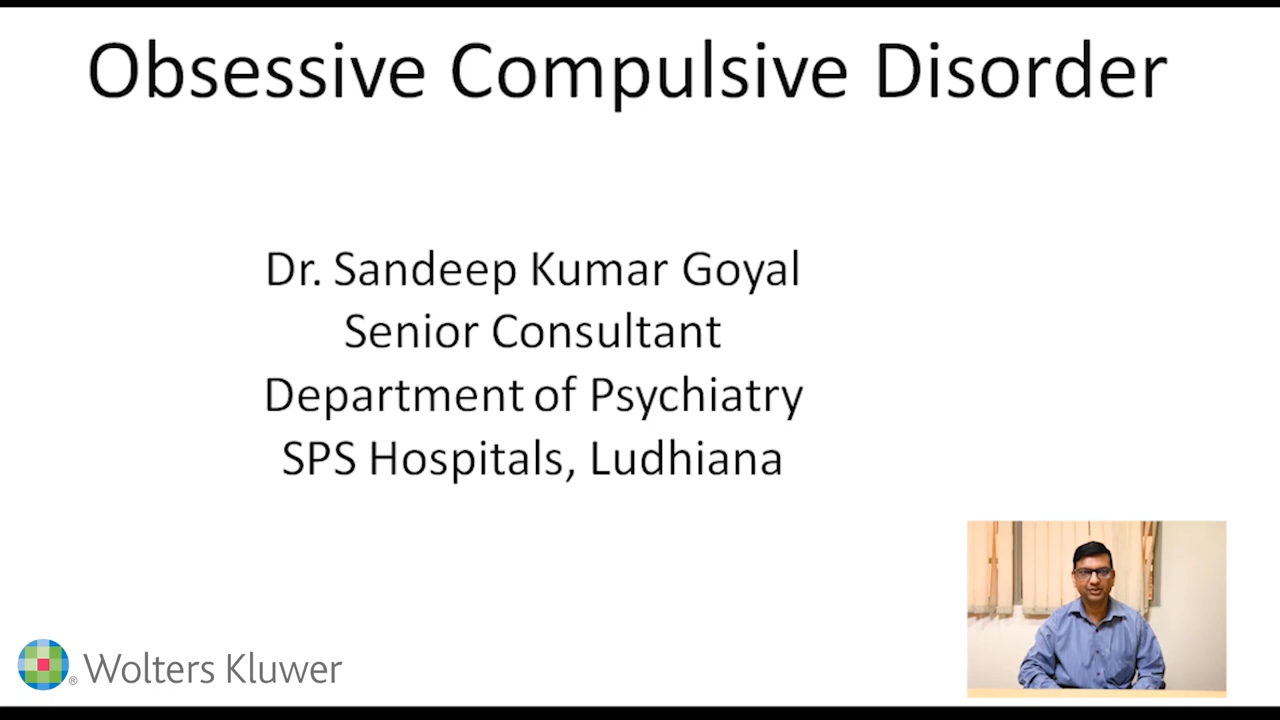 Obsessive Compulsive Disorder
Dr. Sandeep Kumar Goyal
Senior Consultant
Department of Psychiatry
SPS Hospitals, Ludhiana
® Wolters Kluwer